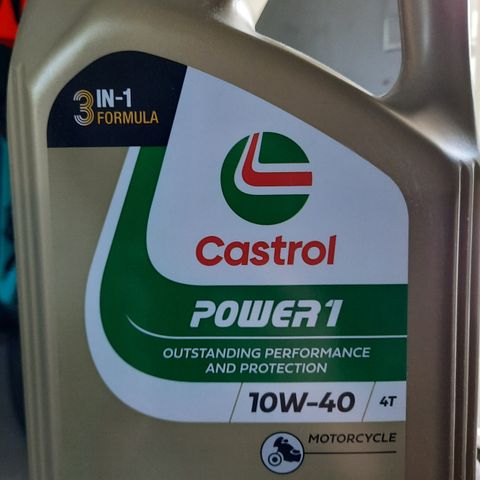 3 IN-1
FORMULA
Castrol
POWER1
OUTSTANDING PERFORMANCE
AND PROTECTION
10W-40 4T
MOTORCYCLE